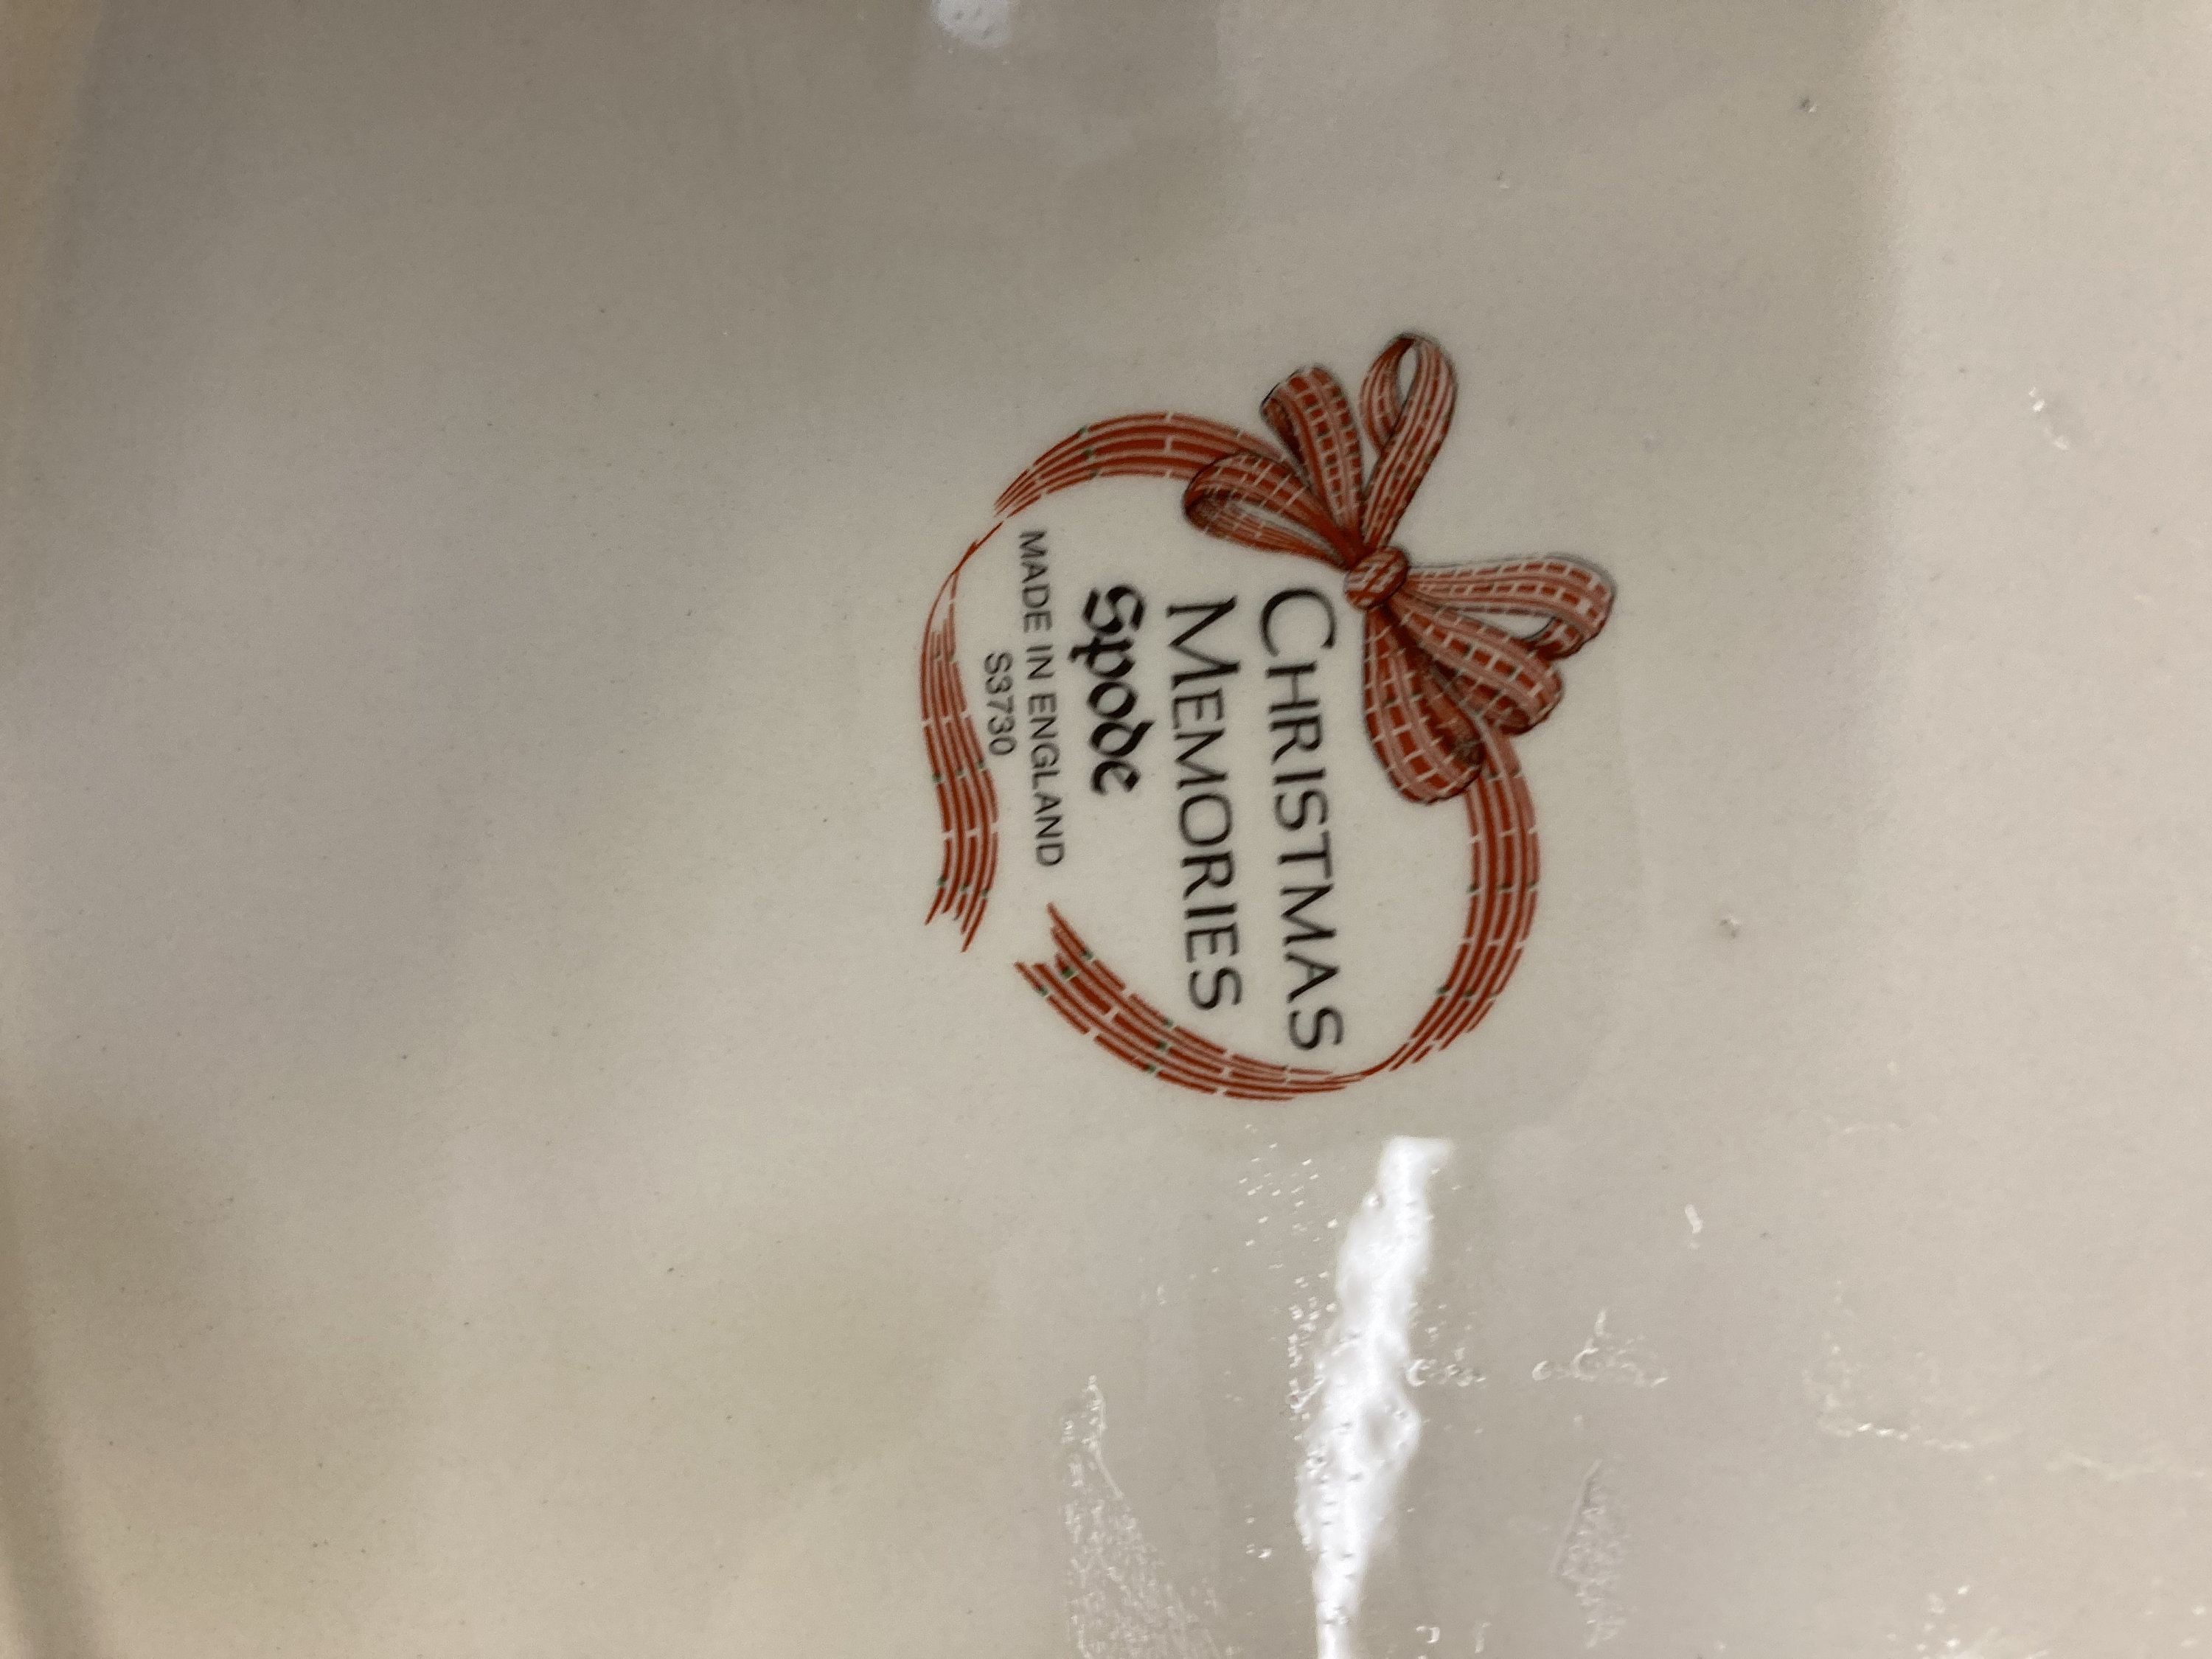 CHRISTMAS
MEMORIES
Spode
MADE IN ENGLAND
S3730